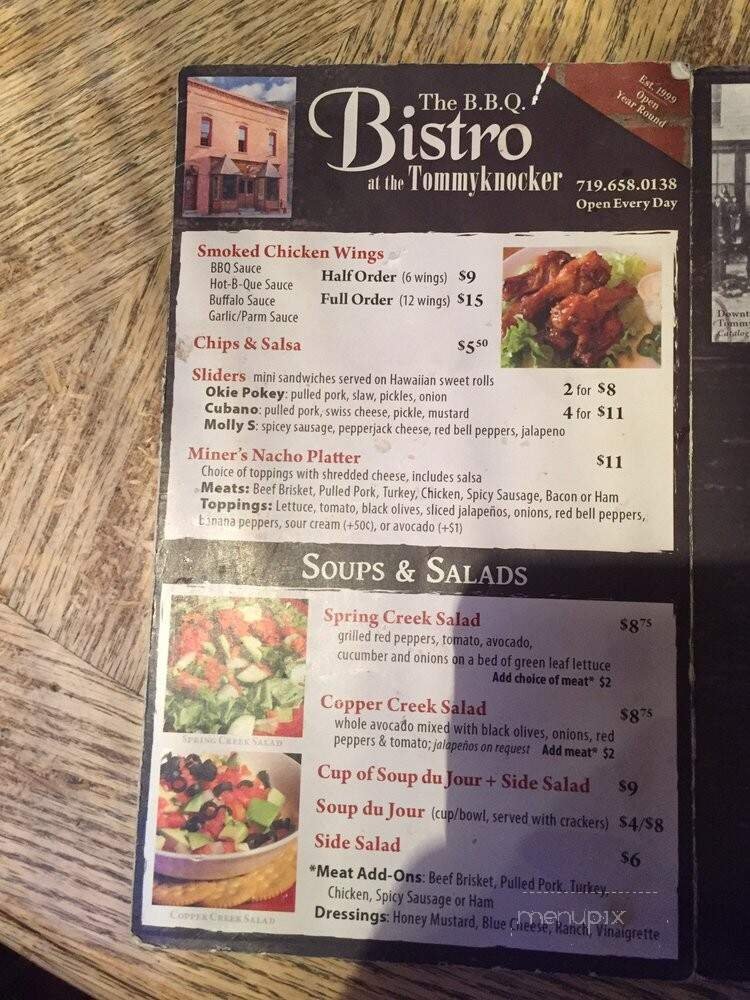 The B.B.Q.
Bistro
at the Tommyknocker
Est. 1999
Open
Year Round
719.658.0138
Open Every Day
Smoked Chicken Wings
BBQ Sauce
Hot-B-Que Sauce
Buffalo Sauce
Garlic/Parm Sauce
Half Order (6 wings) $9
Full Order (12 wings) $15
Chips & Salsa $5⁵⁰
Sliders mini sandwiches served on Hawaiian sweet rolls
Okie Pokey: pulled pork, slaw, pickles, onion 2 for $8
Cubano: pulled pork, swiss cheese, pickle, mustard 4 for $11
Molly S: spicy sausage, pepperjack cheese, red bell peppers, jalapeno
Miner's Nacho Platter $11
Choice of toppings with shredded cheese, includes salsa
Meats: Beef Brisket, Pulled Pork, Turkey, Chicken, Spicy Sausage, Bacon or Ham
Toppings: Lettuce, tomato, black olives, sliced jalapeños, onions, red bell peppers,
banana peppers, sour cream (+50¢), or avocado (+$1)
SOUPS & SALADS
Spring Creek Salad $8⁷⁵
grilled red peppers, tomato, avocado,
cucumber and onions on a bed of green leaf lettuce
Add choice of meat* $2
SPRING CREEK SALAD
Copper Creek Salad $8⁷⁵
whole avocado mixed with black olives, onions, red
peppers & tomato; jalapeños on request Add meat* $2
Cup of Soup du Jour + Side Salad $9
Soup du Jour (cup/bowl, served with crackers) $4/$8
Side Salad $6
*Meat Add-Ons: Beef Brisket, Pulled Pork, Turkey,
Chicken, Spicy Sausage or Ham
Dressings: Honey Mustard, Blue Cheese, Ranch, Vinaigrette
COPPER CREEK SALAD
menupix
Downt
Tomm
Catalog